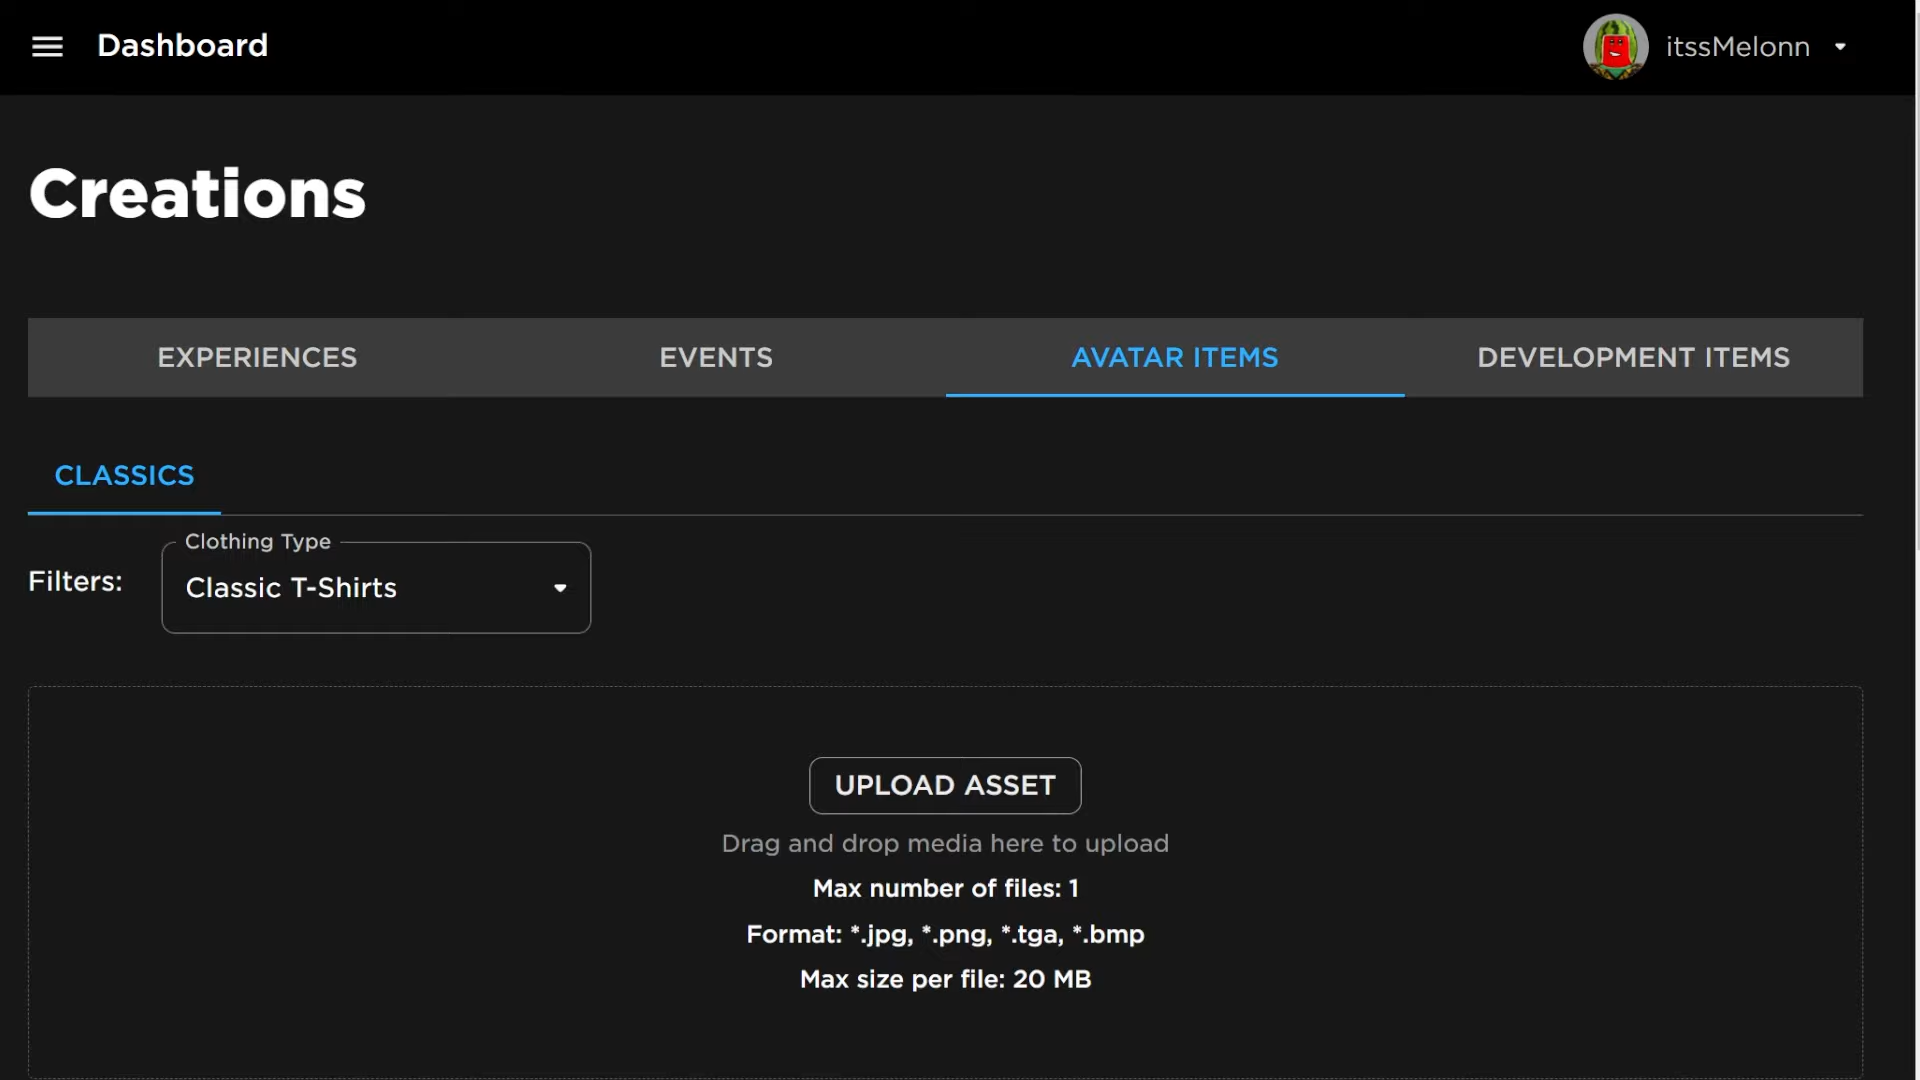 Dashboard
itssMelonn
Creations
EXPERIENCES
EVENTS
AVATAR ITEMS
DEVELOPMENT ITEMS
CLASSICS
Filters:
Clothing Type
Classic T-Shirts
UPLOAD ASSET
Drag and drop media here to upload
Max number of files: 1
Format: *.jpg, *.png, *.tga, *.bmp
Max size per file: 20 MB